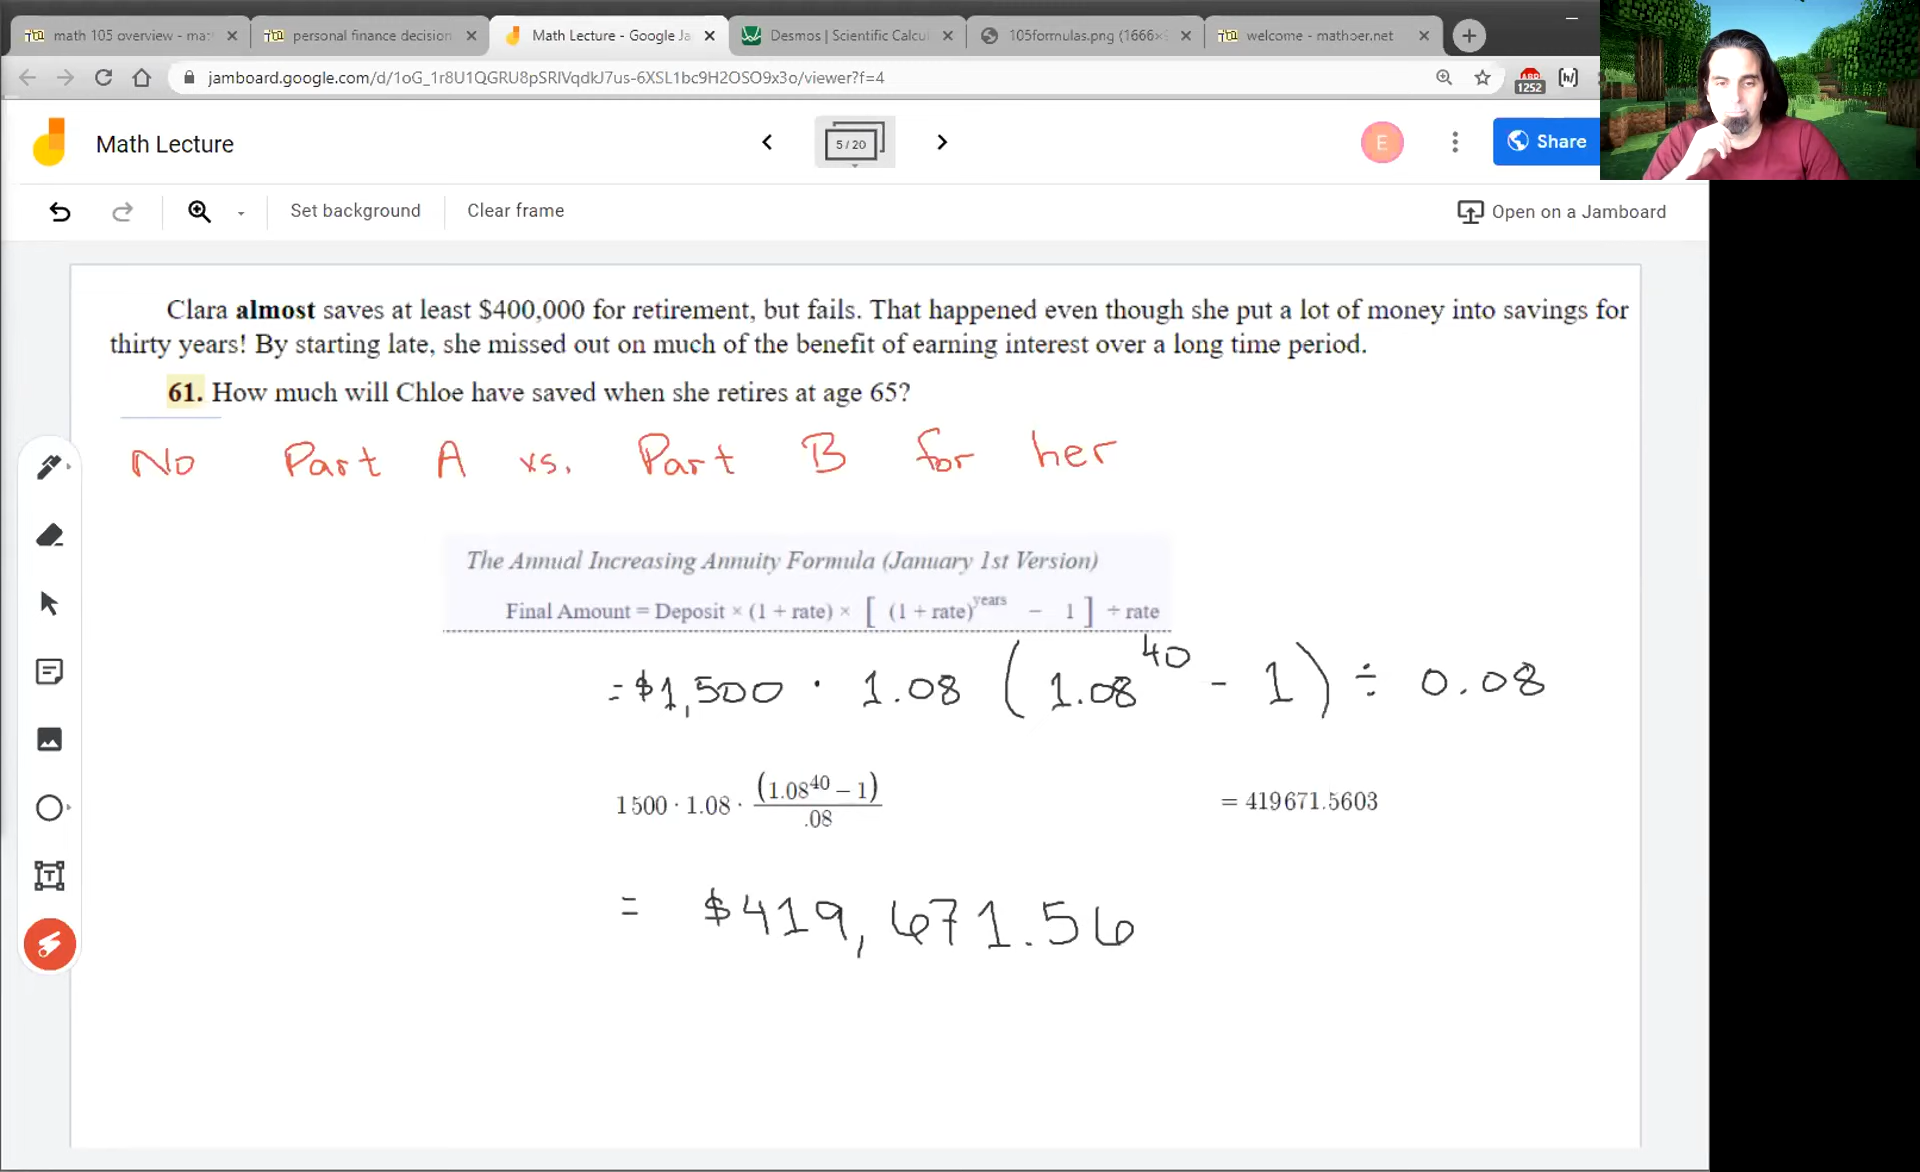 math 105 overview - mat
personal finance decision
Math Lecture - Google Ja
Desmos | Scientific Calcul
105formulas.png (1666×
welcome - mathoer.net
jamboard.google.com/d/1oG_1r8U1QGRU8pSRlVqdkJ7us-6XSL1bc9H2OSO9x3o/viewer?f=4
ABP
1252
Math Lecture
5 / 20
E
Share
Set background
Clear frame
Open on a Jamboard
Clara almost saves at least $400,000 for retirement, but fails. That happened even though she put a lot of money into savings for
thirty years! By starting late, she missed out on much of the benefit of earning interest over a long time period.
61. How much will Chloe have saved when she retires at age 65?
No Part A vs. Part B for her
The Annual Increasing Annuity Formula (January 1st Version)
Final Amount = Deposit × (1 + rate) × [ (1 + rate)^years − 1 ] ÷ rate
= $1,500 · 1.08 ( 1.08^40 - 1 ) ÷ 0.08
1500 · 1.08 · (1.08^40 − 1) / .08 = 419671.5603
= $419,671.56